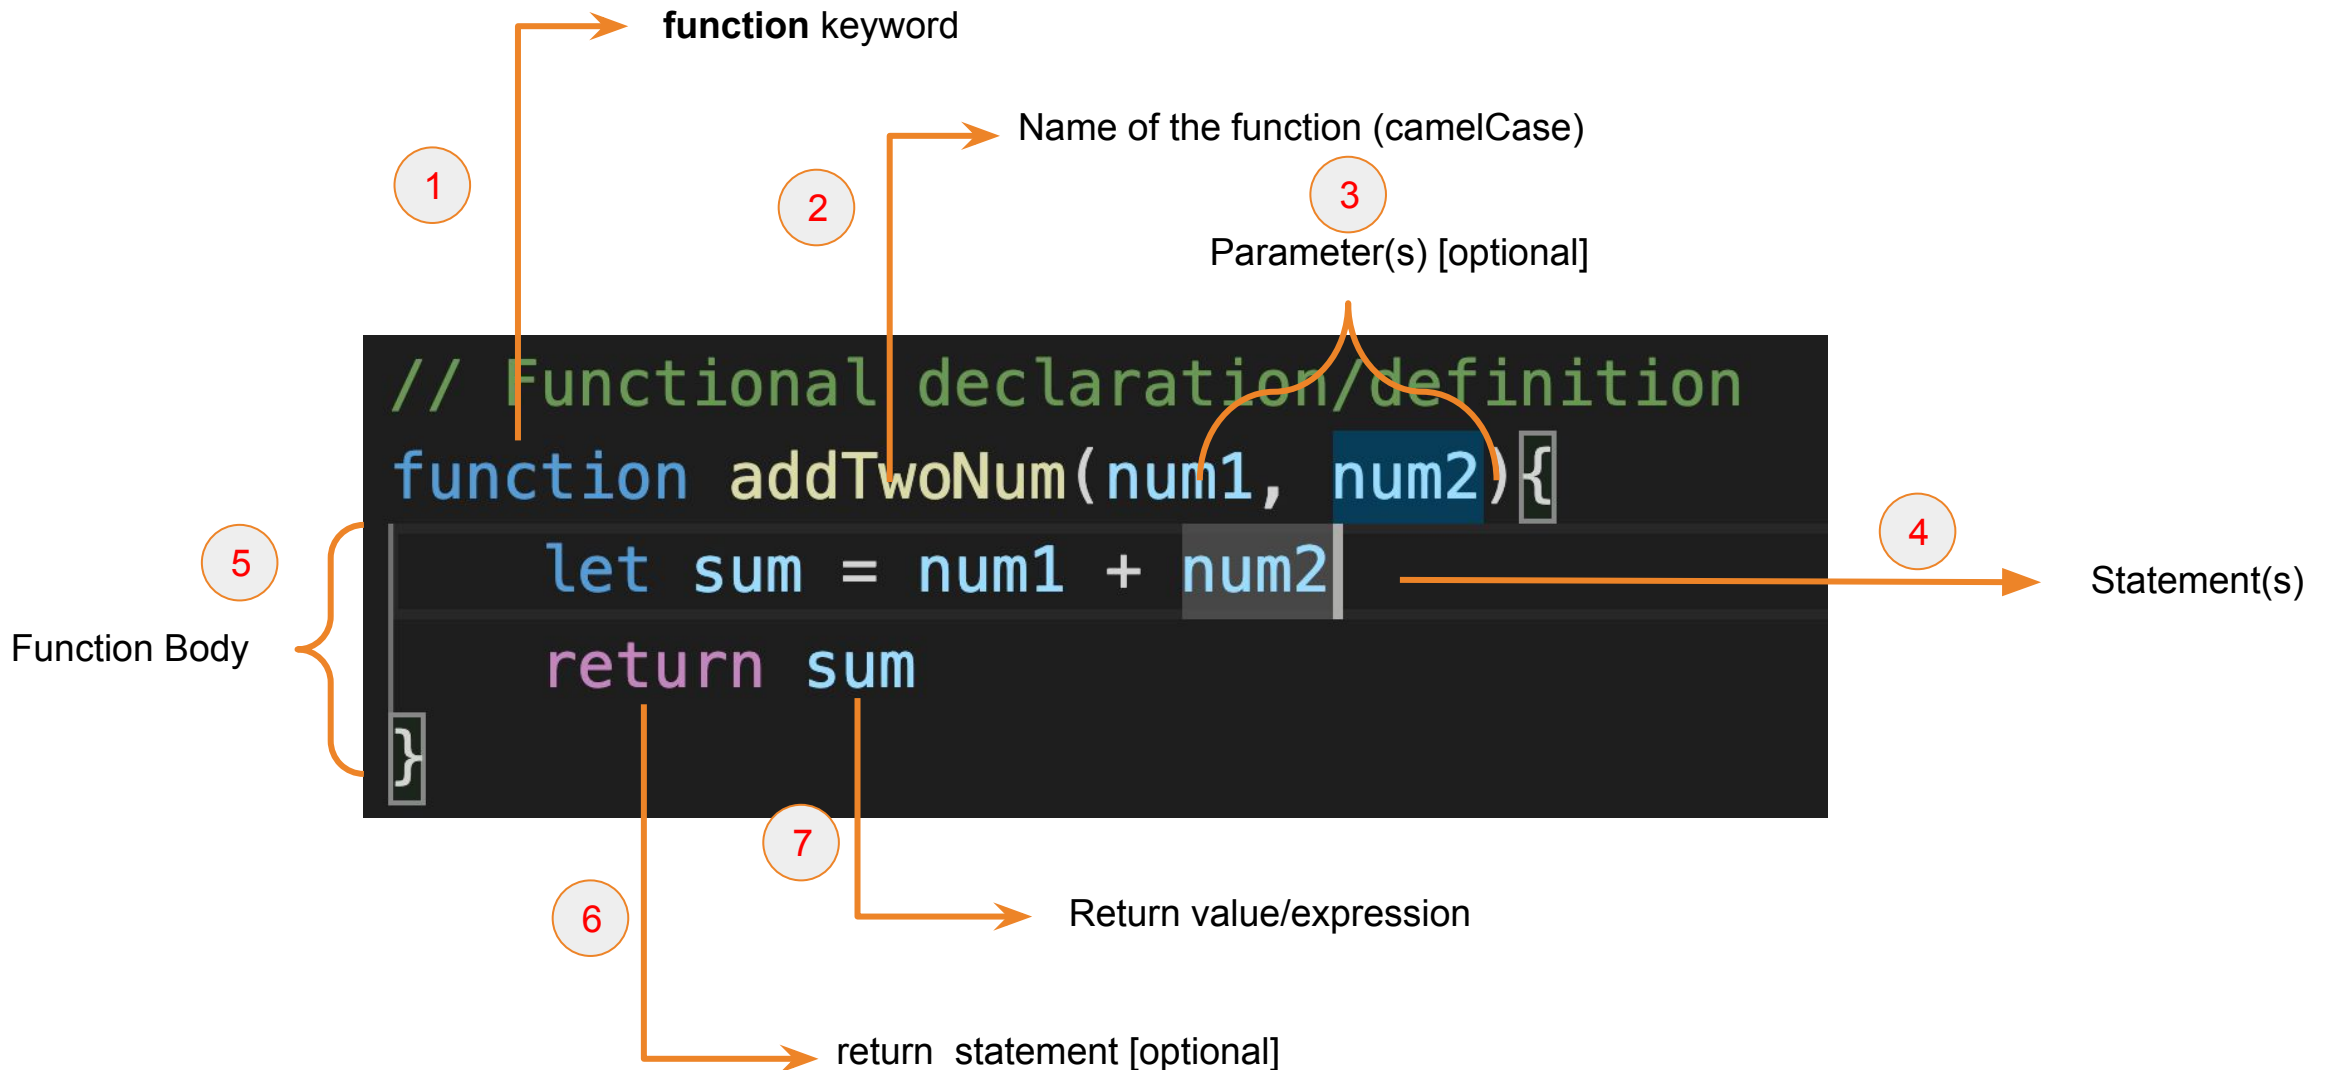 function keyword
Name of the function (camelCase)
1
2
3
Parameter(s) [optional]
// Functional declaration/definition
function addTwoNum(num1, num2){
let sum = num1 + num2
return sum
}
4
Statement(s)
5
Function Body
7
6
Return value/expression
return  statement [optional]